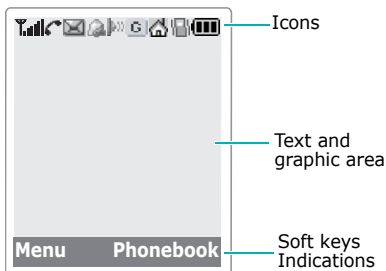 G
Icons
Text and
graphic area
Menu Phonebook
Soft keys
Indications